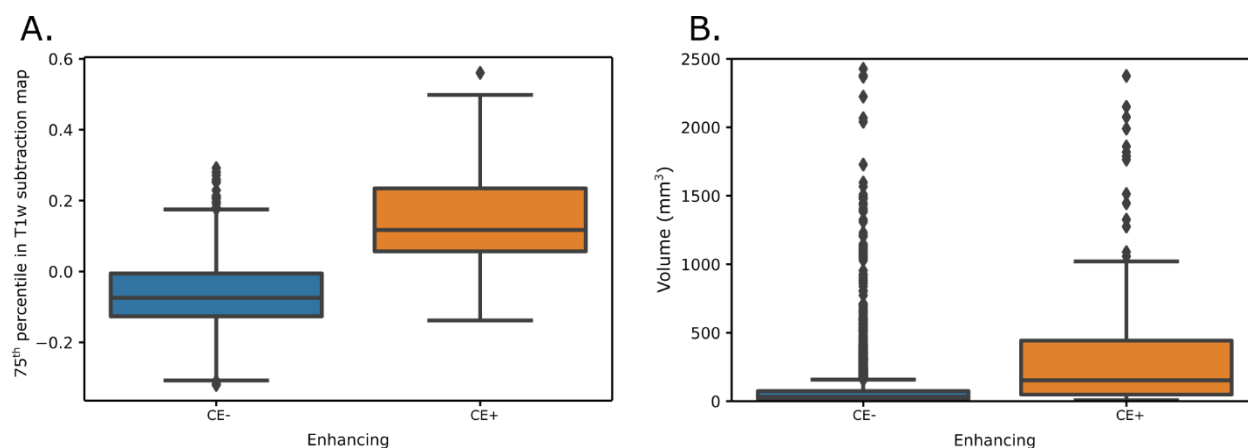 A.
0.6
0.4
0.2
0.0
−0.2
75th percentile in T1w subtraction map
CE-
CE+
Enhancing
B.
2500
2000
1500
1000
500
0
Volume (mm³)
CE-
CE+
Enhancing